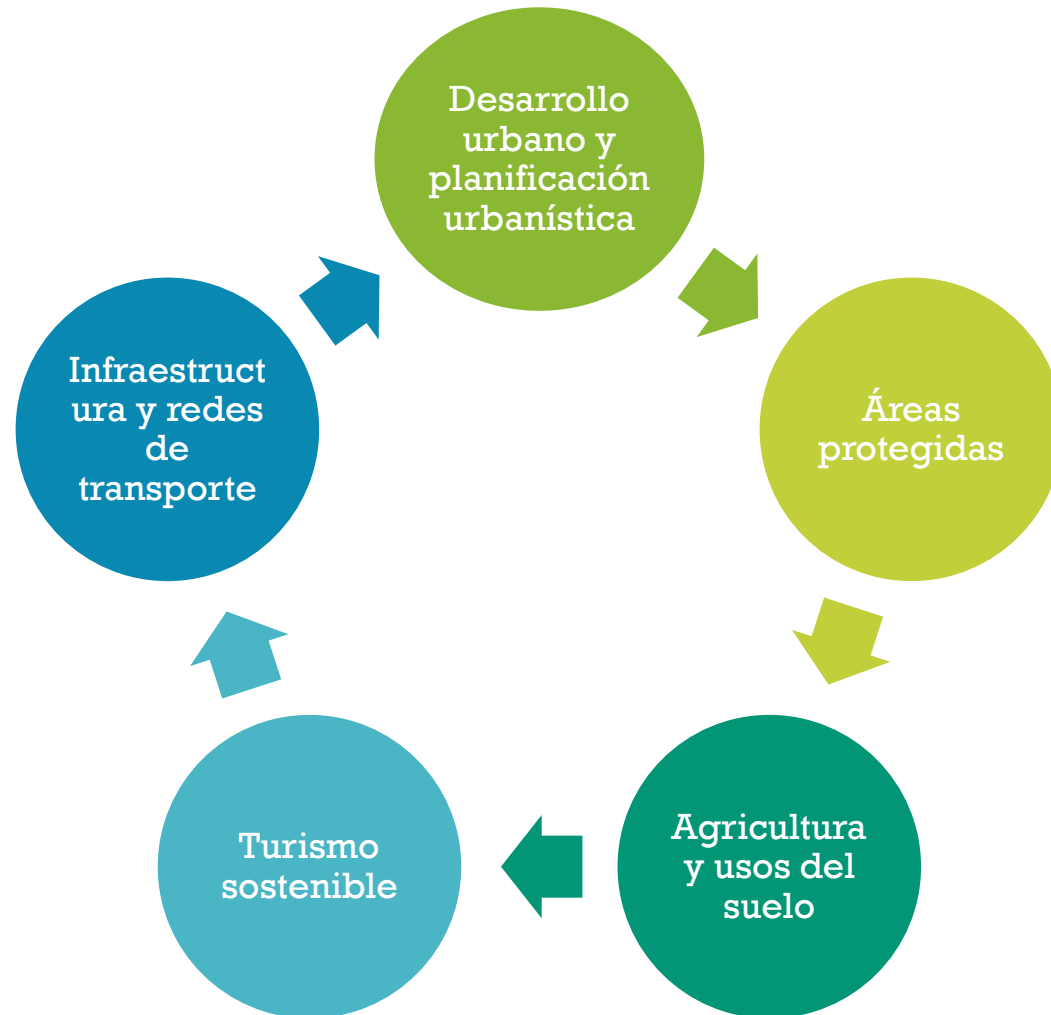 Desarrollo
urbano y
planificación
urbanística
Áreas
protegidas
Agricultura
y usos del
suelo
Turismo
sostenible
Infraestruct
ura y redes
de
transporte